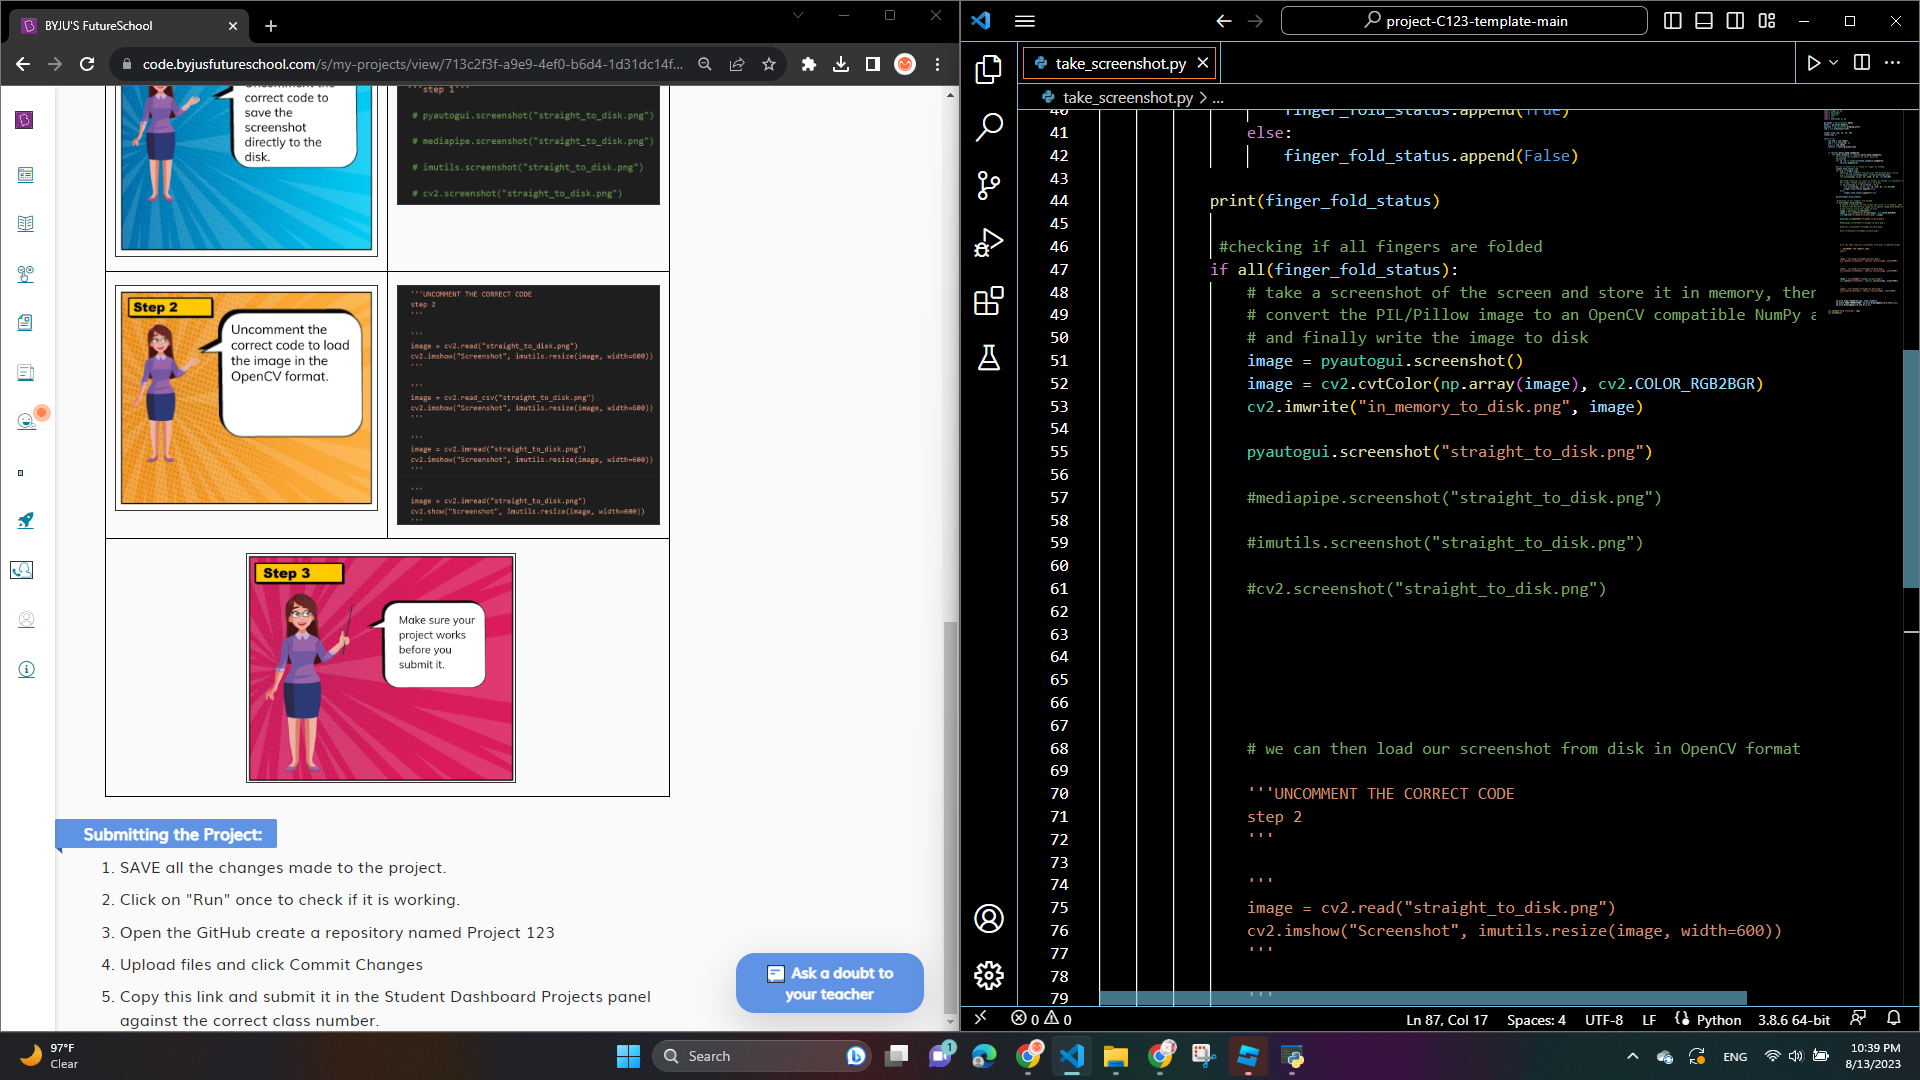 BYJU'S FutureSchool
code.byjusfutureschool.com/s/my-projects/view/713c2f3f-a9e9-4ef0-b6d4-1d31dc14f...
Uncomment the
correct code to
save the
screenshot
directly to the
disk.
'''step 1'''
# pyautogui.screenshot("straight_to_disk.png")
# mediapipe.screenshot("straight_to_disk.png")
# imutils.screenshot("straight_to_disk.png")
# cv2.screenshot("straight_to_disk.png")
Step 2
Uncomment the
correct code to load
the image in the
OpenCV format.
'''UNCOMMENT THE CORRECT CODE
step 2
'''
'''
image = cv2.read("straight_to_disk.png")
cv2.imshow("Screenshot", imutils.resize(image, width=600))
'''
'''
image = cv2.read_csv("straight_to_disk.png")
cv2.imshow("Screenshot", imutils.resize(image, width=600))
'''
'''
image = cv2.imread("straight_to_disk.png")
cv2.imshow("Screenshot", imutils.resize(image, width=600))
'''
'''
image = cv2.imread("straight_to_disk.png")
cv2.show("Screenshot", imutils.resize(image, width=600))
'''
Step 3
Make sure your
project works
before you
submit it.
Submitting the Project:
1. SAVE all the changes made to the project.
2. Click on "Run" once to check if it is working.
3. Open the GitHub create a repository named Project 123
4. Upload files and click Commit Changes
5. Copy this link and submit it in the Student Dashboard Projects panel
against the correct class number.
Ask a doubt to
your teacher
project-C123-template-main
take_screenshot.py
take_screenshot.py > ...
40 finger_fold_status.append(True)
41 else:
42 finger_fold_status.append(False)
43
44 print(finger_fold_status)
45
46 #checking if all fingers are folded
47 if all(finger_fold_status):
48 # take a screenshot of the screen and store it in memory, then
49 # convert the PIL/Pillow image to an OpenCV compatible NumPy a
50 # and finally write the image to disk
51 image = pyautogui.screenshot()
52 image = cv2.cvtColor(np.array(image), cv2.COLOR_RGB2BGR)
53 cv2.imwrite("in_memory_to_disk.png", image)
54
55 pyautogui.screenshot("straight_to_disk.png")
56
57 #mediapipe.screenshot("straight_to_disk.png")
58
59 #imutils.screenshot("straight_to_disk.png")
60
61 #cv2.screenshot("straight_to_disk.png")
62
63
64
65
66
67
68 # we can then load our screenshot from disk in OpenCV format
69
70 '''UNCOMMENT THE CORRECT CODE
71 step 2
72 '''
73
74 '''
75 image = cv2.read("straight_to_disk.png")
76 cv2.imshow("Screenshot", imutils.resize(image, width=600))
77 '''
78
79 '''
0 0
Ln 87, Col 17 Spaces: 4 UTF-8 LF Python 3.8.6 64-bit
97°F
Clear
Search
1
ENG
10:39 PM
8/13/2023